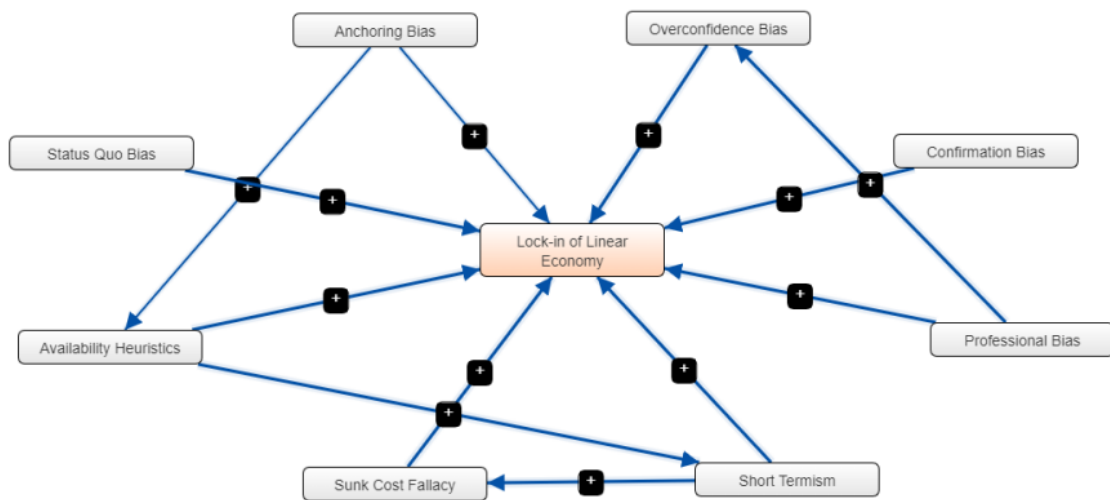 Anchoring Bias
Overconfidence Bias
+
+
Status Quo Bias
Confirmation Bias
+
+
+
+
Lock-in of Linear
Economy
+
+
Availability Heuristics
Professional Bias
+
+
+
Sunk Cost Fallacy
+
Short Termism